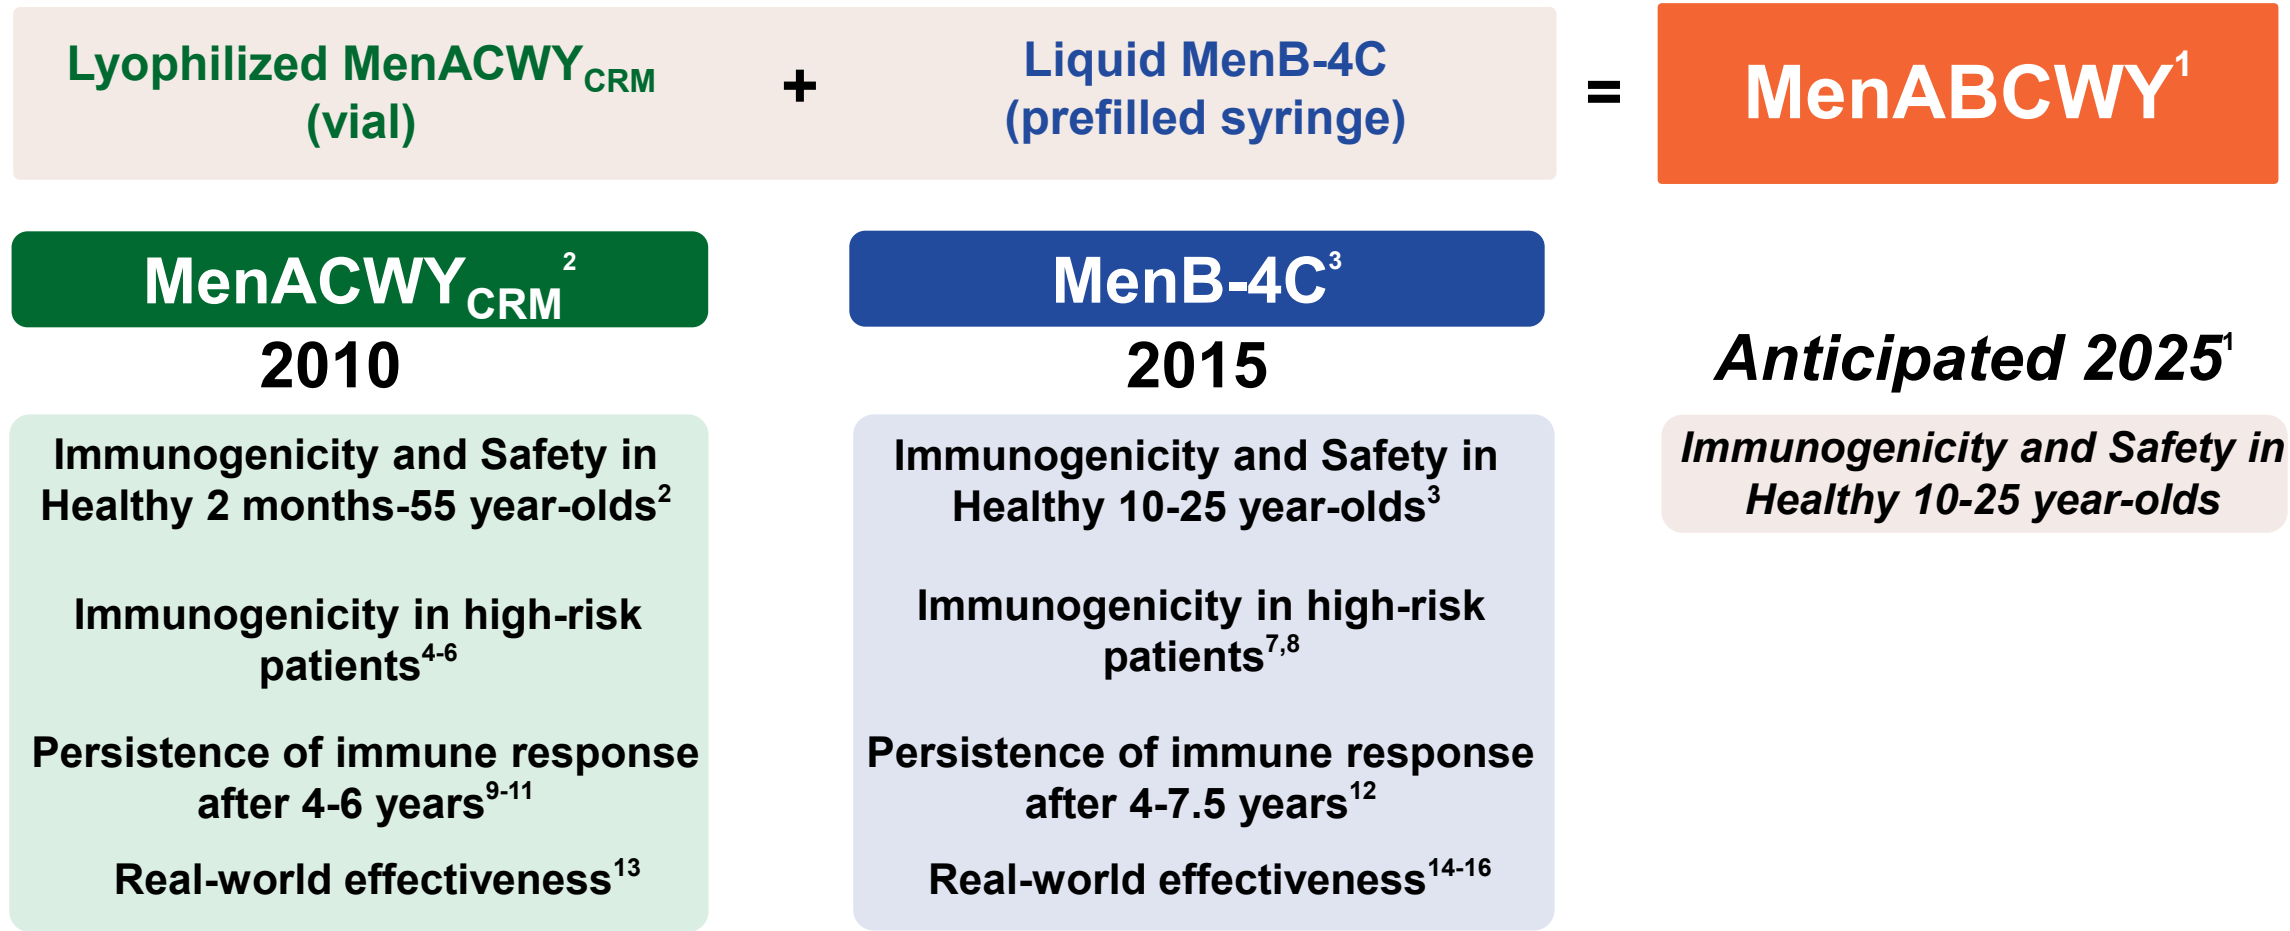 Lyophilized MenACWY CRM
(vial)
+
Liquid MenB-4C
(prefilled syringe)
=
MenABCWY1
MenACWY CRM 2
2010
Immunogenicity and Safety in
Healthy 2 months-55 year-olds2
Immunogenicity in high-risk
patients4-6
Persistence of immune response
after 4-6 years9-11
Real-world effectiveness13
MenB-4C3
2015
Immunogenicity and Safety in
Healthy 10-25 year-olds3
Immunogenicity in high-risk
patients7,8
Persistence of immune response
after 4-7.5 years12
Real-world effectiveness14-16
Anticipated 20251
Immunogenicity and Safety in
Healthy 10-25 year-olds